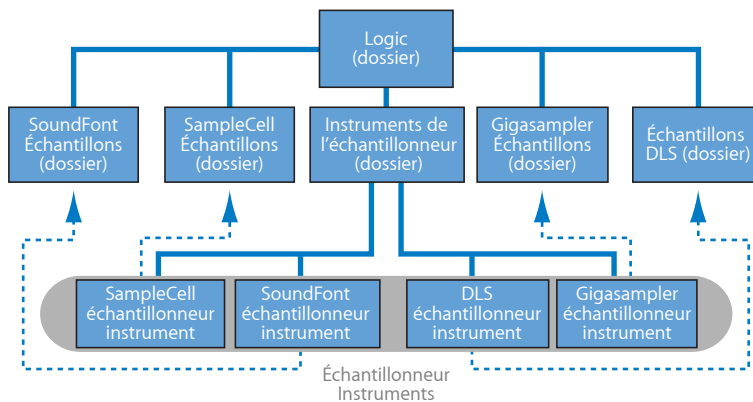 Logic
(dossier)
SoundFont
Échantillons
(dossier)
SampleCell
Échantillons
(dossier)
Instruments de
l'échantilloneur
(dossier)
Gigasampler
Échantillons
(dossier)
Échantillons
DLS (dossier)
SampleCell
échantillonneur
instrument
SoundFont
échantillonneur
instrument
DLS
échantillonneur
instrument
Gigasampler
échantillonneur
instrument
Échantillonneur
Instruments